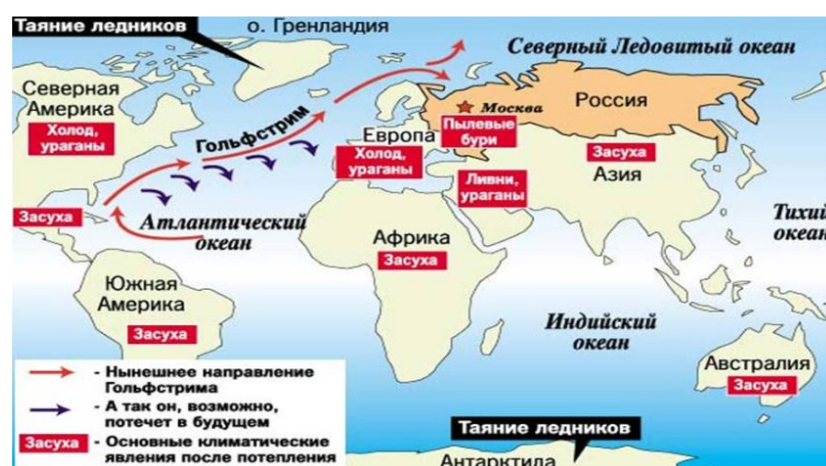 Таяние ледников
о. Гренландия
Северный Ледовитый океан
Северная
Америка
Холод,
ураганы
Гольфстрим
Москва
Россия
Европа
Пылевые
бури
Холод,
ураганы
Засуха
Азия
Ливни,
ураганы
Засуха
Атлантический
океан
Тихий
океан
Африка
Засуха
Южная
Америка
Засуха
Индийский
океан
Австралия
Засуха
- Нынешнее направление
Гольфстрима
- А так он, возможно,
потечет в будущем
Засуха - Основные климатические
явления после потепления
Таяние ледников
Антарктида